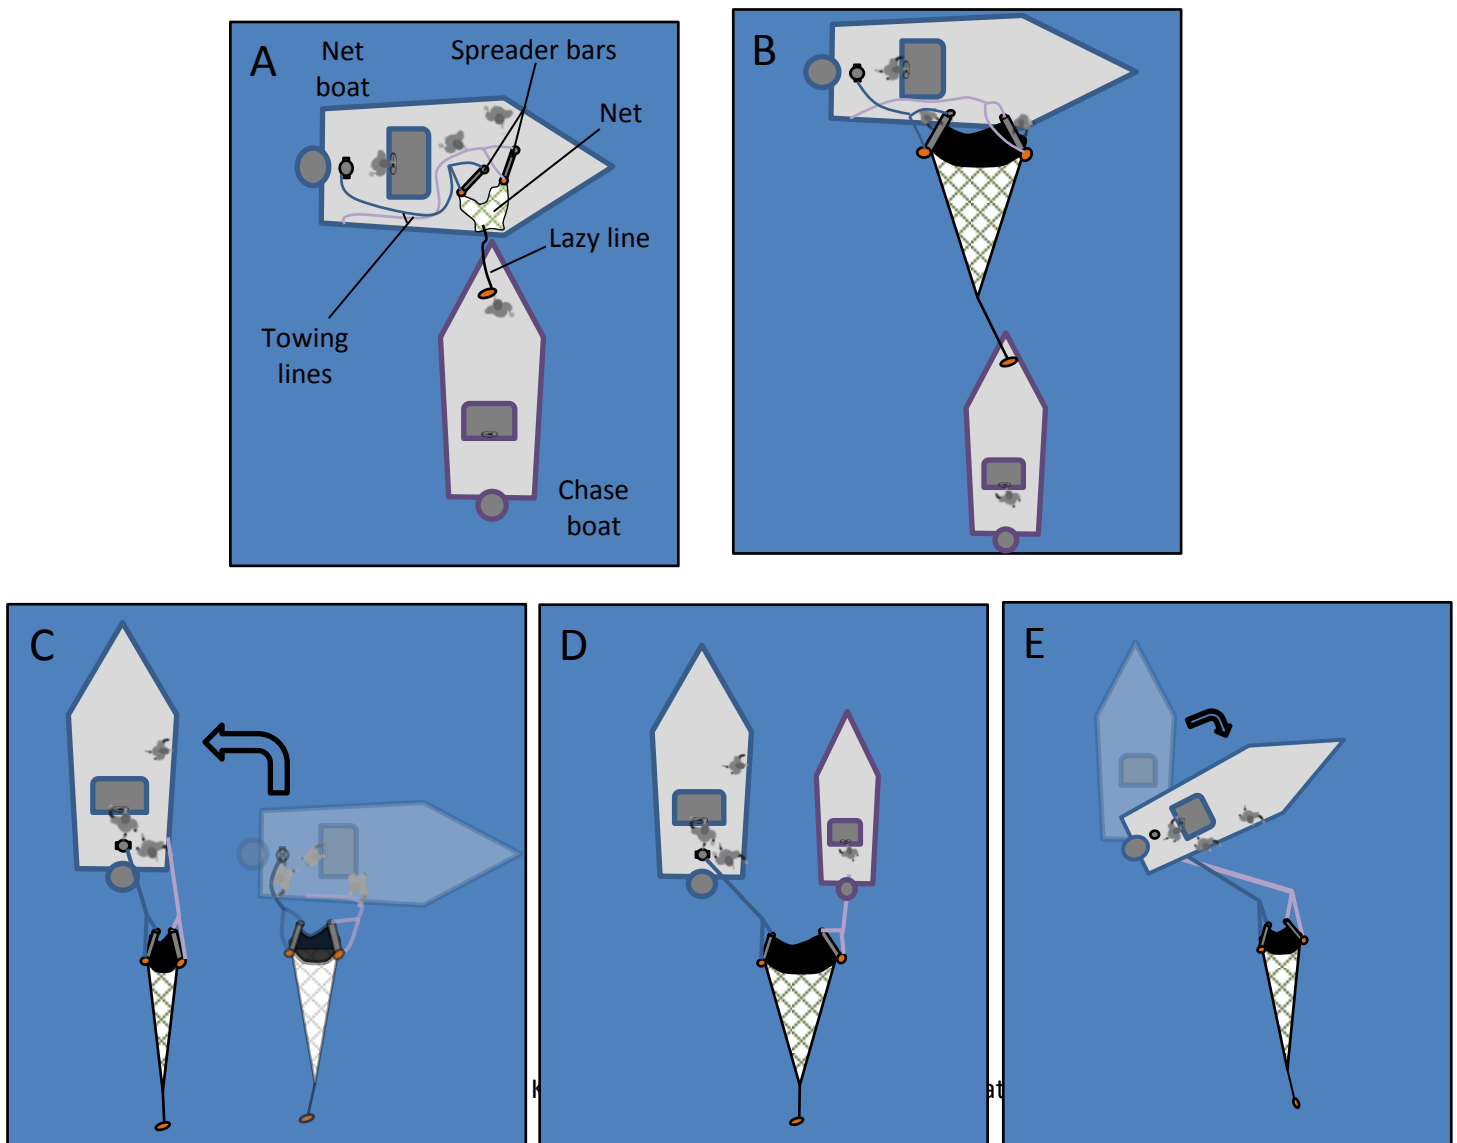 A
Net
boat
Spreader bars
Net
Lazy line
Towing
lines
Chase
boat
B
C
D
E